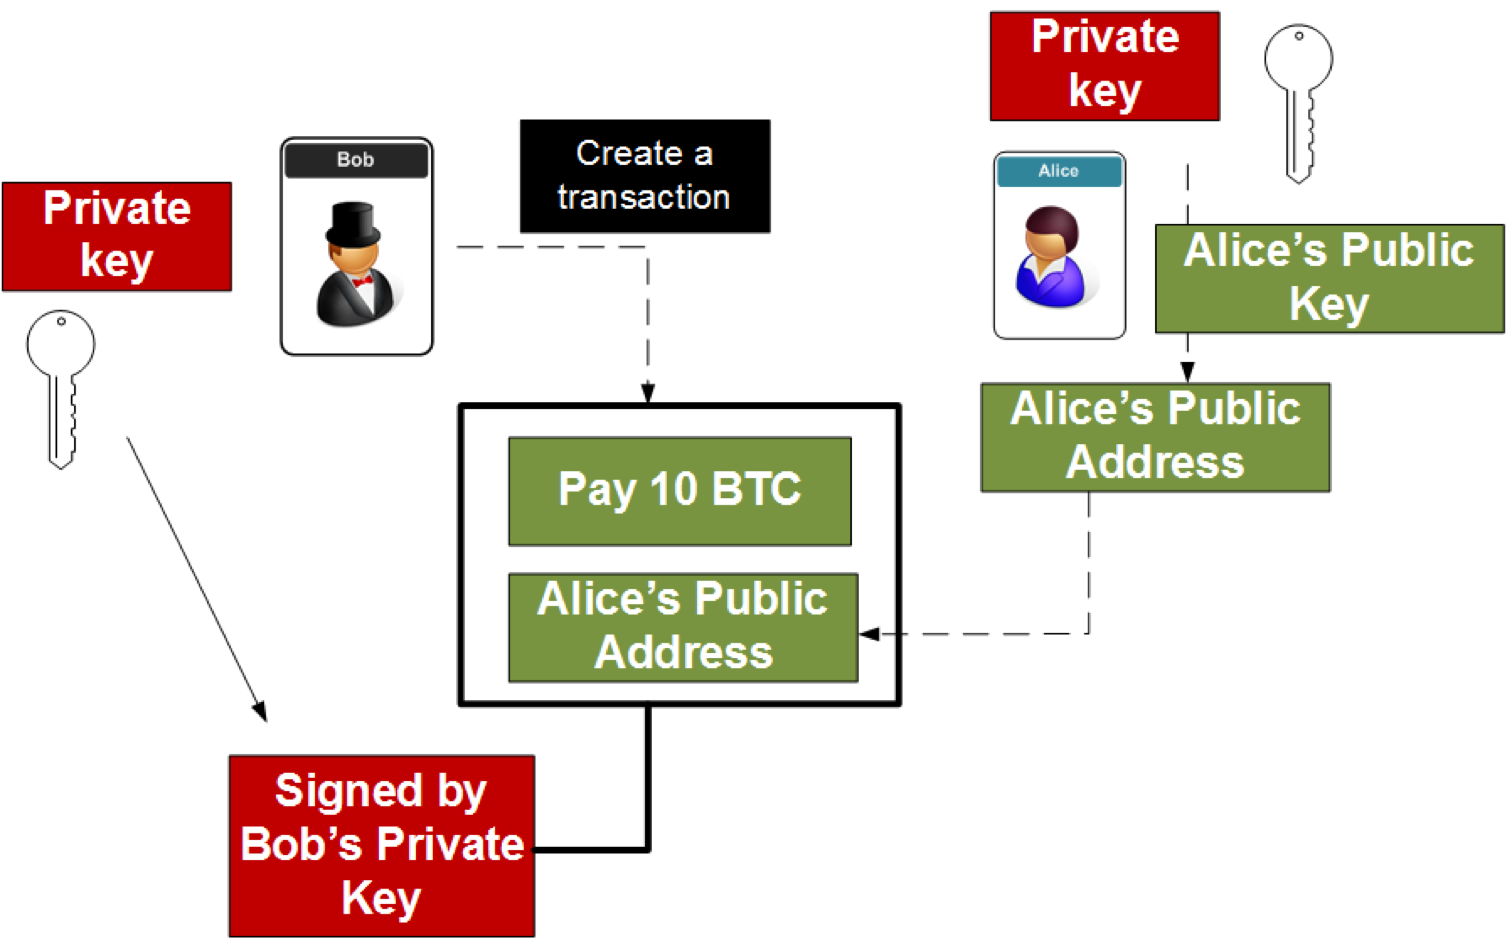 Private
key
Bob
Create a
transaction
Private
key
Alice
Alice’s Public
Key
Alice’s Public
Address
Pay 10 BTC
Alice’s Public
Address
Signed by
Bob’s Private
Key